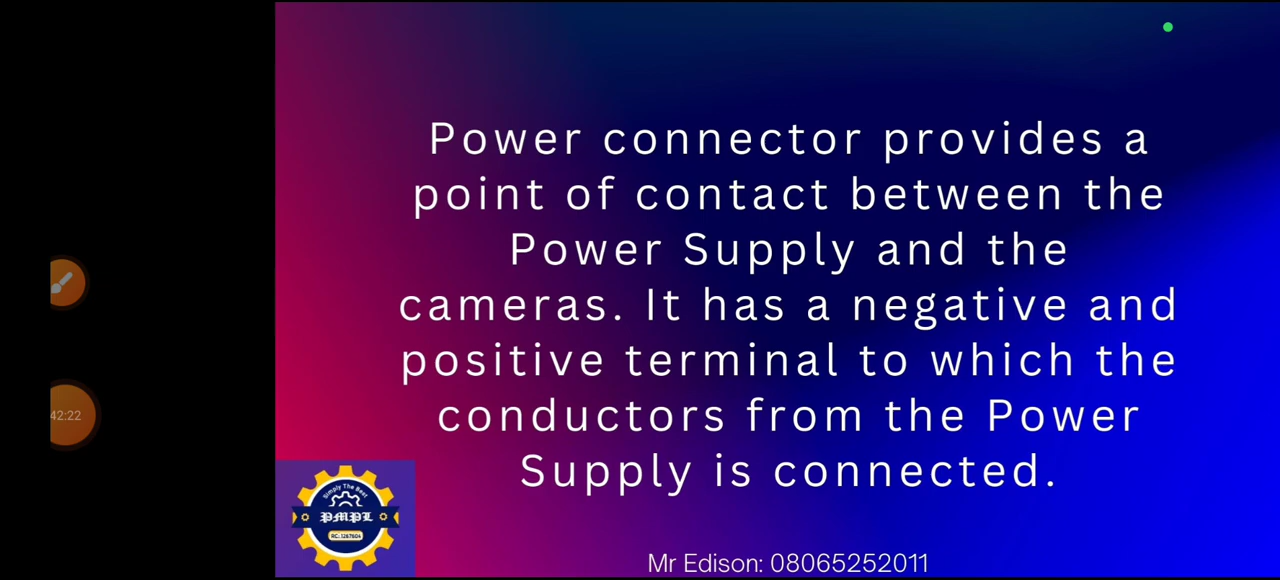 Power connector provides a
point of contact between the
Power Supply and the
cameras. It has a negative and
positive terminal to which the
conductors from the Power
Supply is connected.
42:22
Simply The Best
PMPL
RC: 1267604
Mr Edison: 08065252011